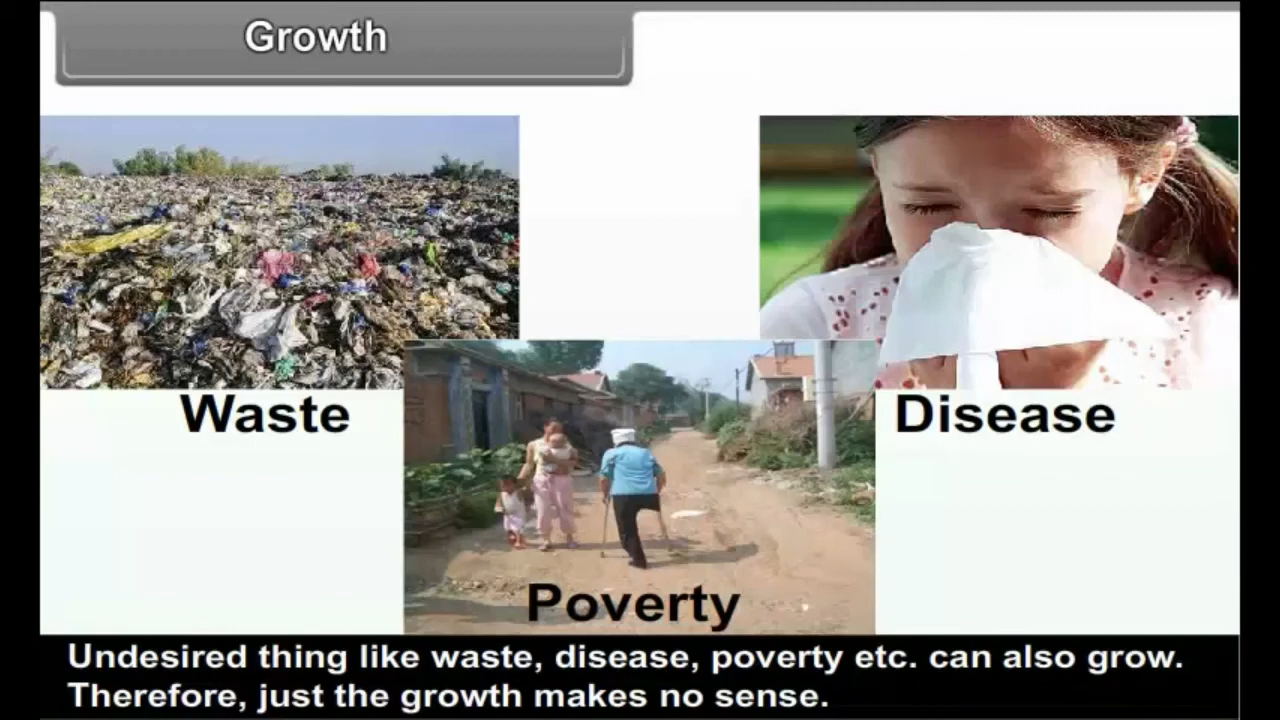 Growth
Waste
Disease
Poverty
Undesired thing like waste, disease, poverty etc. can also grow.
Therefore, just the growth makes no sense.